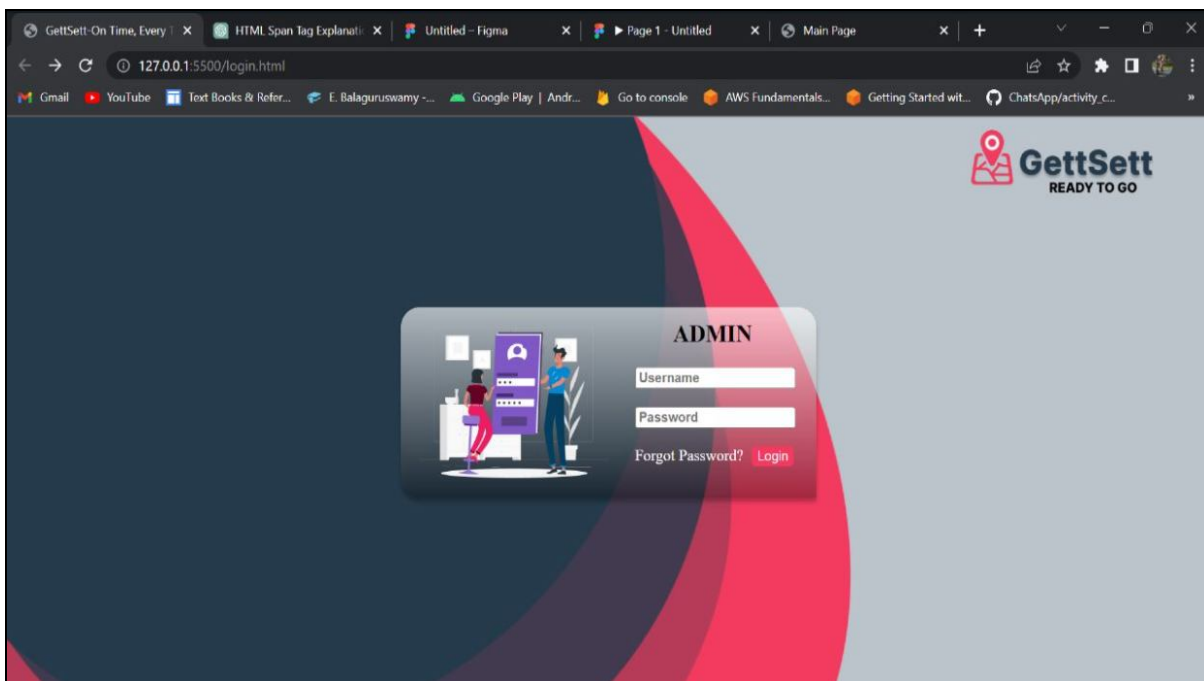 GettSett-On Time, Every T
HTML Span Tag Explanatic
Untitled – Figma
▶ Page 1 - Untitled
Main Page
127.0.0.1:5500/login.html
Gmail
YouTube
Text Books & Refer...
E. Balaguruswamy -...
Google Play | Andr...
Go to console
AWS Fundamentals...
Getting Started wit...
ChatsApp/activity_c...
GettSett
READY TO GO
ADMIN
Username
Password
Forgot Password? Login